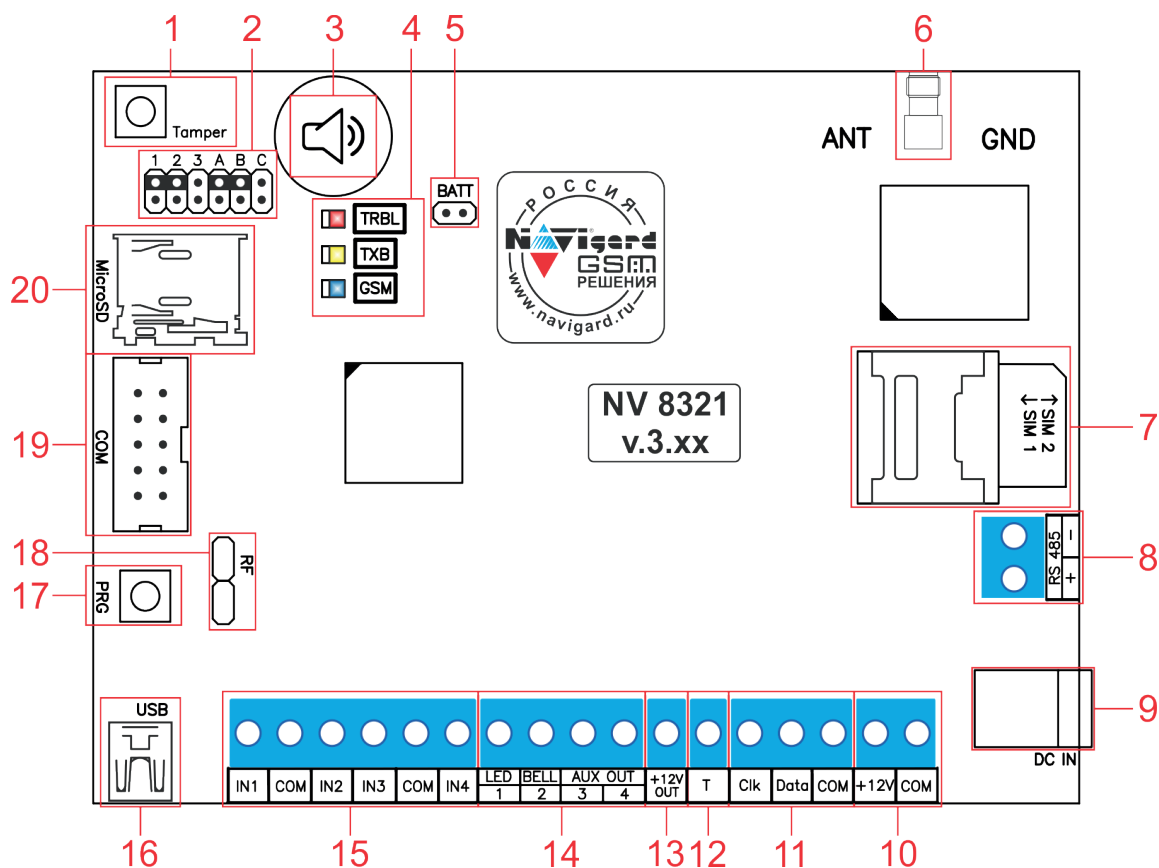 1 2 3 4 5 6
Tamper
1 2 3 A B C
BATT
ANT GND
TRBL
TXB
GSM
РОССИЯ
NAVIgard
GSM
РЕШЕНИЯ
www.navigard.ru
20
MicroSD
NV 8321
v.3.xx
SIM 2
SIM 1
7
19
COM
RS 485 - +
8
18
RF
17
PRG
9
DC IN
USB
IN1 COM IN2 IN3 COM IN4 LED BELL AUX OUT +12V OUT T Clk Data COM +12V COM
1 2 3 4
16 15 14 13 12 11 10